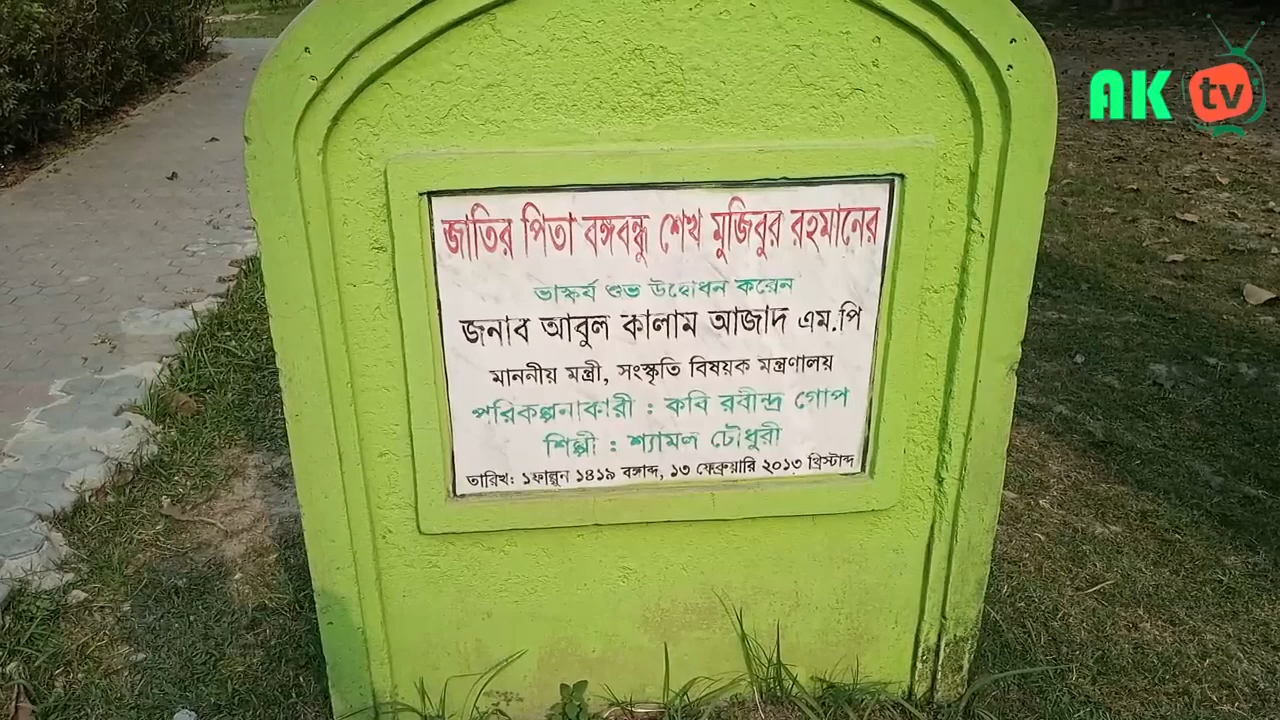 AK tv
জাতির পিতা বঙ্গবন্ধু শেখ মুজিবুর রহমানের
ভাস্কর্য শুভ উদ্বোধন করেন
জনাব আবুল কালাম আজাদ এম.পি
মাননীয় মন্ত্রী, সংস্কৃতি বিষয়ক মন্ত্রণালয়
পরিকল্পনাকারী : কবি রবীন্দ্র গোপ
শিল্পী : শ্যামল চৌধুরী
তারিখ: ১ফাল্গুন ১৪১৯ বঙ্গাব্দ, ১৩ ফেব্রুয়ারি ২০১৩ খ্রিস্টাব্দ